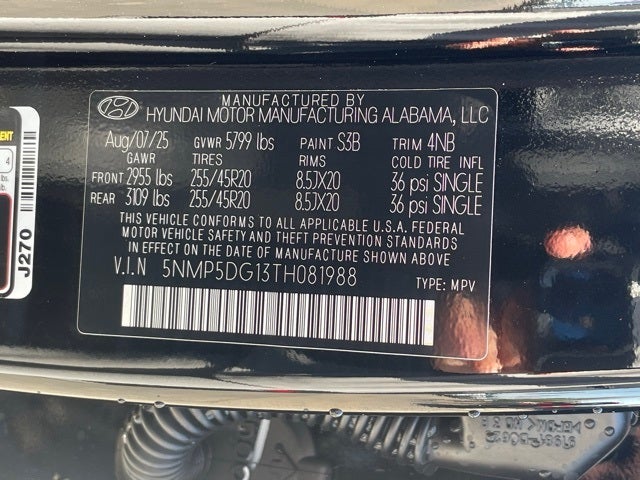 MANUFACTURED BY
HYUNDAI MOTOR MANUFACTURING ALABAMA, LLC
Aug/07/25 GVWR 5799 lbs PAINT S3B TRIM 4NB
GAWR TIRES RIMS COLD TIRE INFL
FRONT 2955 lbs 255/45R20 8.5JX20 36 psi SINGLE
REAR 3109 lbs 255/45R20 8.5JX20 36 psi SINGLE
THIS VEHICLE CONFORMS TO ALL APPLICABLE U.S.A. FEDERAL
MOTOR VEHICLE SAFETY AND THEFT PREVENTION STANDARDS
IN EFFECT ON THE DATE OF MANUFACTURE SHOWN ABOVE.
V.I.N 5NMP5DG13TH081988
TYPE: MPV
J270
4
lbs.